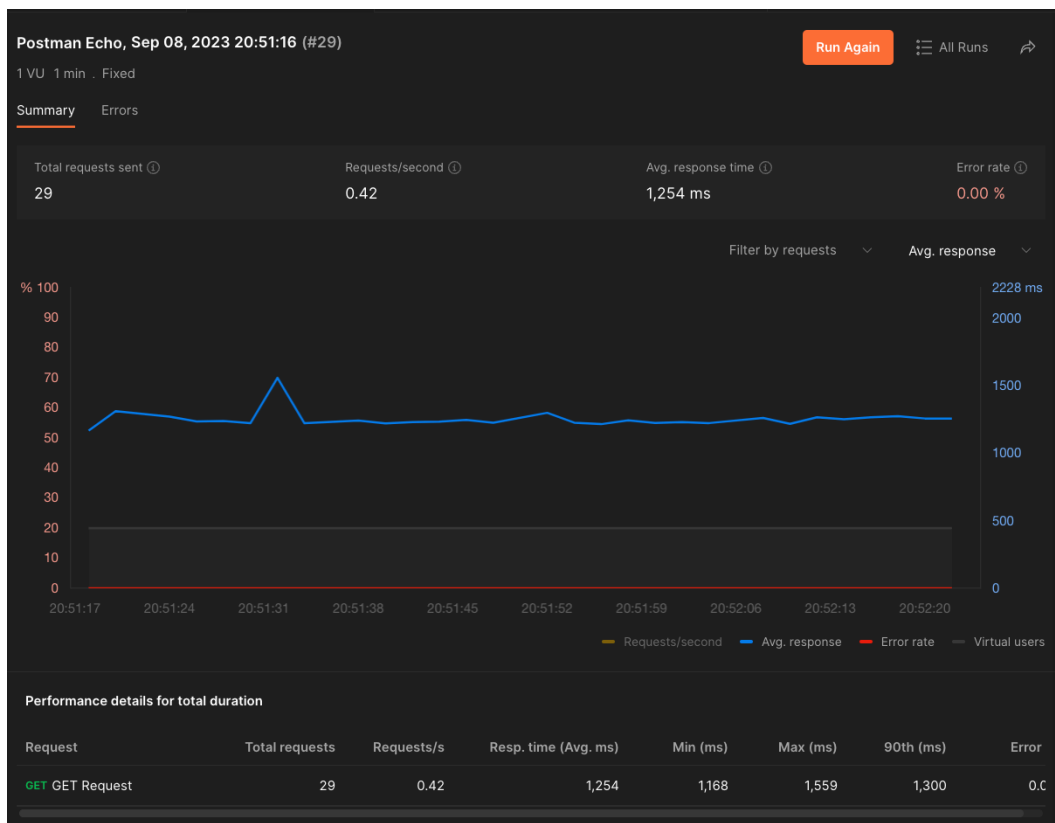 Postman Echo, Sep 08, 2023 20:51:16 (#29)
Run Again
All Runs
1 VU 1 min . Fixed
Summary Errors
Total requests sent Requests/second Avg. response time Error rate
29 0.42 1,254 ms 0.00 %
Filter by requests Avg. response
% 100 2228 ms
90 2000
80
70 1500
60
50 1000
40
30
20 500
10
0 0
20:51:17 20:51:24 20:51:31 20:51:38 20:51:45 20:51:52 20:51:59 20:52:06 20:52:13 20:52:20
Requests/second Avg. response Error rate Virtual users
Performance details for total duration
Request Total requests Requests/s Resp. time (Avg. ms) Min (ms) Max (ms) 90th (ms) Error
GET GET Request 29 0.42 1,254 1,168 1,559 1,300 0.0